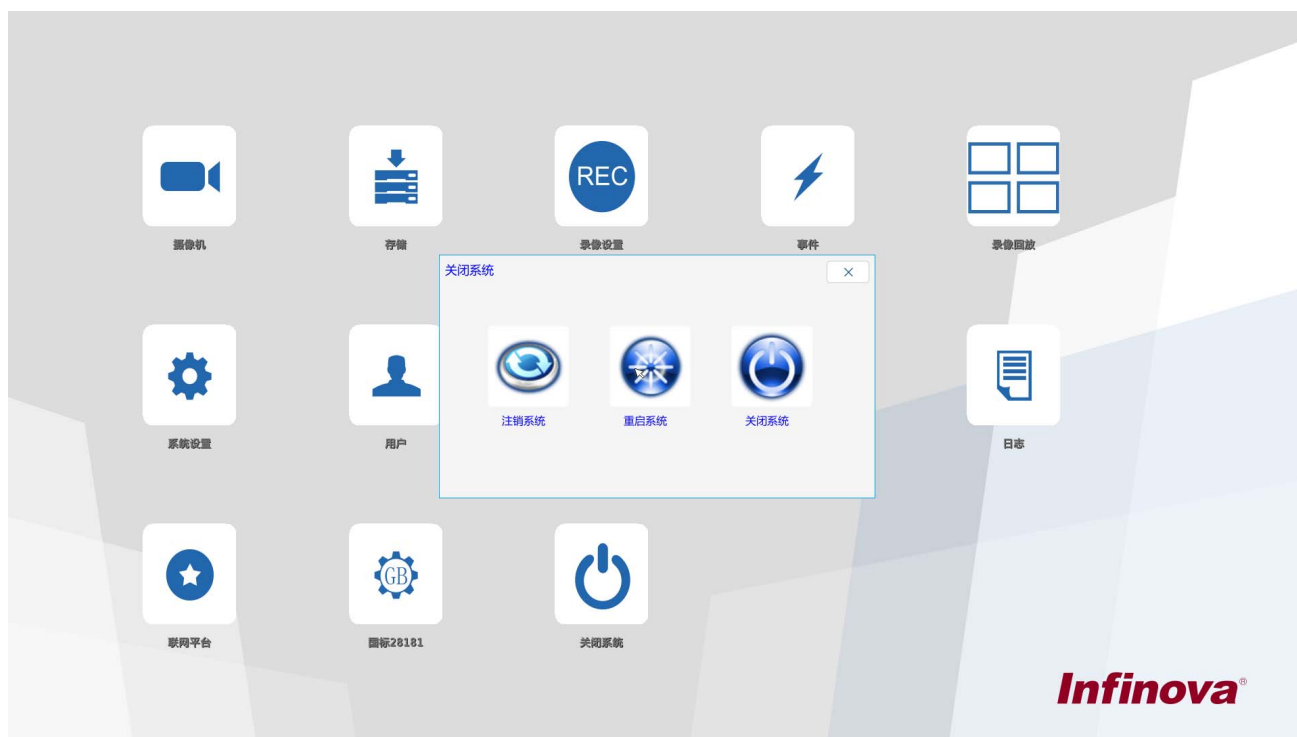 REC
摄像机
存储
录像设置
事件
录像回放
关闭系统
×
注销系统
重启系统
关闭系统
系统设置
用户
日志
GB
联网平台
国标28181
关闭系统
Infinova®